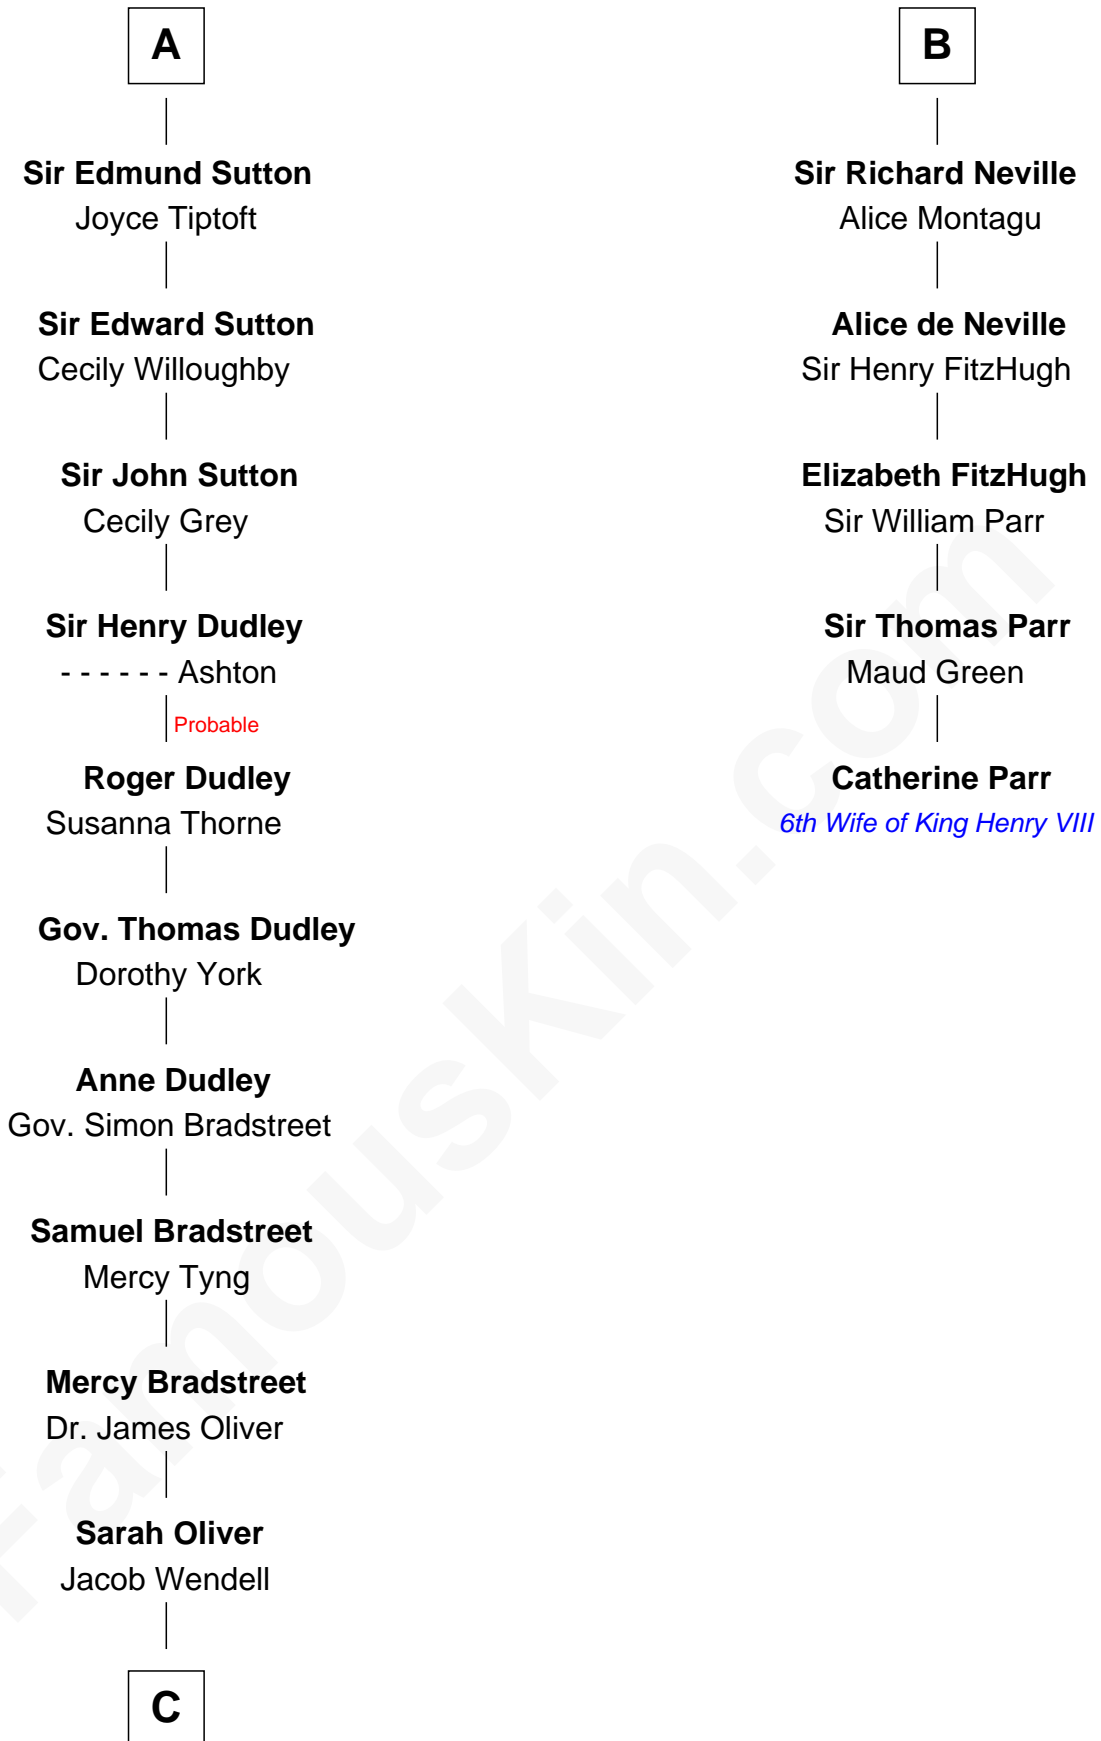 A
Sir Edmund Sutton
Joyce Tiptoft
Sir Edward Sutton
Cecily Willoughby
Sir John Sutton
Cecily Grey
Sir Henry Dudley
- - - - - - Ashton
Probable
Roger Dudley
Susanna Thorne
Gov. Thomas Dudley
Dorothy York
Anne Dudley
Gov. Simon Bradstreet
Samuel Bradstreet
Mercy Tyng
Mercy Bradstreet
Dr. James Oliver
Sarah Oliver
Jacob Wendell
C
B
Sir Richard Neville
Alice Montagu
Alice de Neville
Sir Henry FitzHugh
Elizabeth FitzHugh
Sir William Parr
Sir Thomas Parr
Maud Green
Catherine Parr
6th Wife of King Henry VIII
FamousKin.com